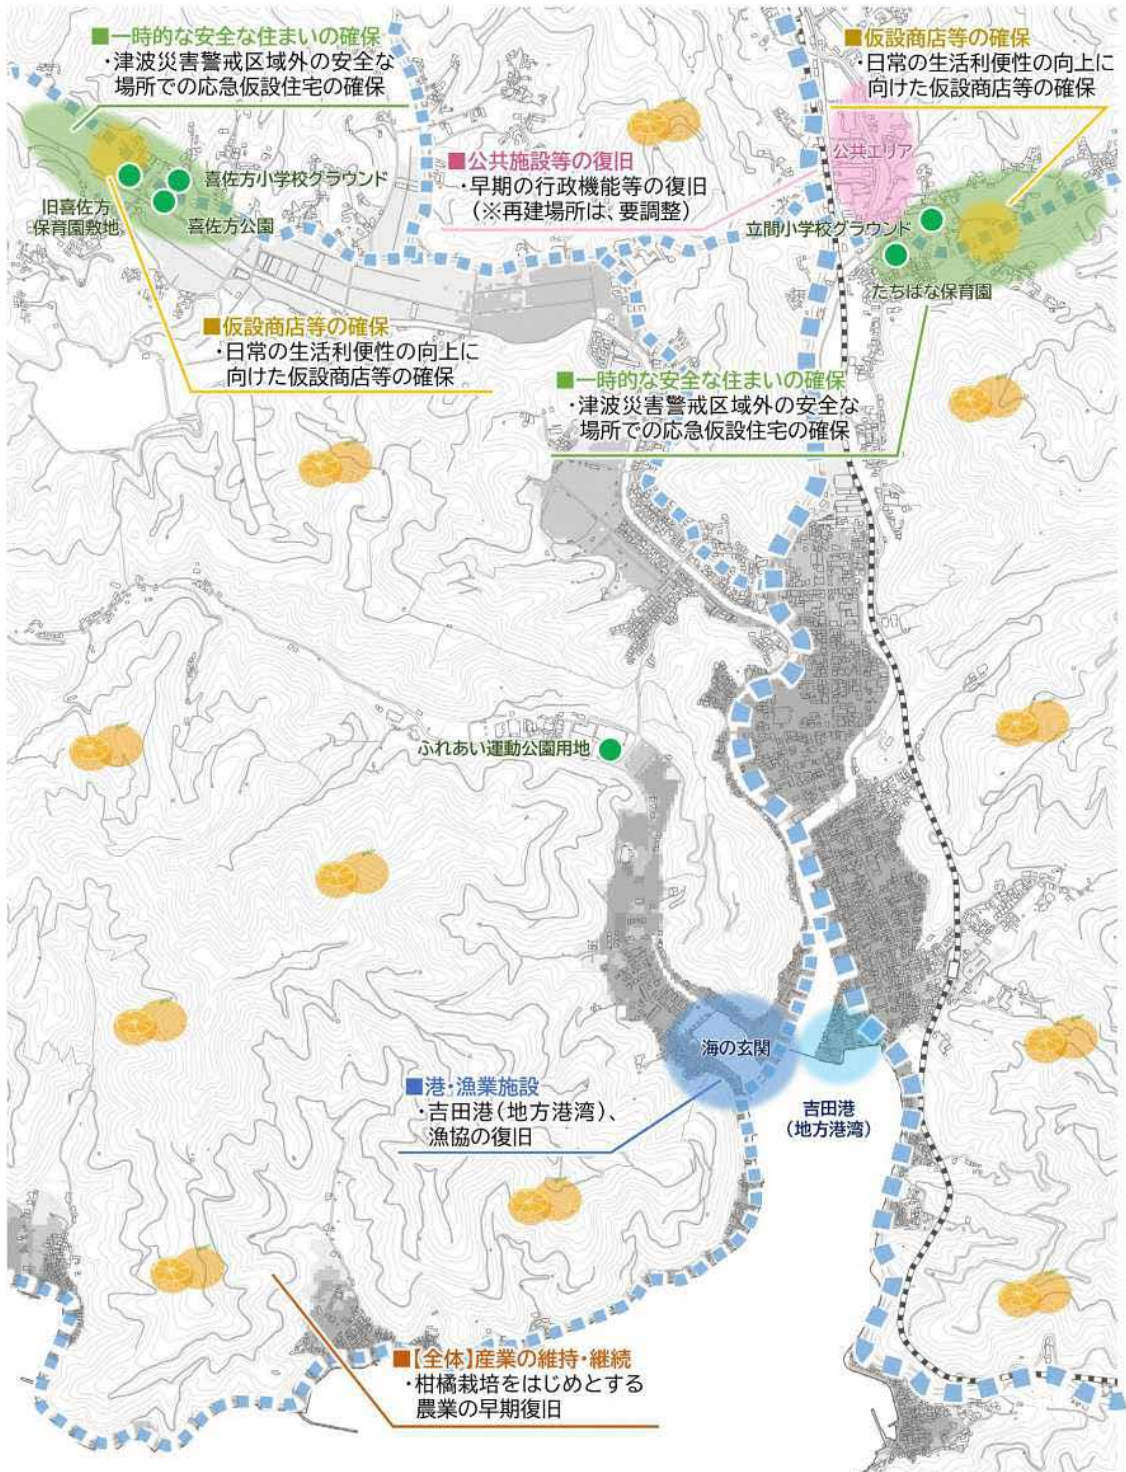 ■一時的な安全な住まいの確保
・津波災害警戒区域外の安全な
場所での応急仮設住宅の確保
■仮設商店等の確保
・日常の生活利便性の向上に
向けた仮設商店等の確保
公共エリア
■公共施設等の復旧
・早期の行政機能等の復旧
(※再建場所は、要調整)
喜佐方小学校グラウンド
旧喜佐方
保育園敷地
喜佐方公園
立間小学校グラウンド
たちばな保育園
■仮設商店等の確保
・日常の生活利便性の向上に
向けた仮設商店等の確保
■一時的な安全な住まいの確保
・津波災害警戒区域外の安全な
場所での応急仮設住宅の確保
ふれあい運動公園用地
海の玄関
■港・漁業施設
・吉田港(地方港湾)、
漁協の復旧
吉田港
(地方港湾)
■【全体】産業の維持・継続
・柑橘栽培をはじめとする
農業の早期復旧